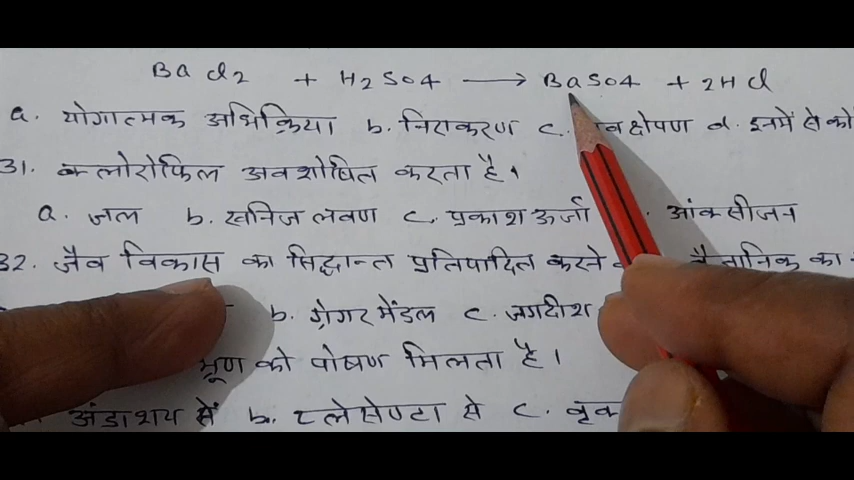 BaCl2 + H2SO4 → BaSO4 + 2HCl
a. योगात्मक अभिक्रिया b. निराकरण c. d. इनमें से
31. क्लोरोफिल अवशोषित करता है।
a. जल b. खनिज लवण c. प्रकाश ऊर्जा आंक्सीजन
32. जैव विकास का सिद्धान्त प्रतिपादित करने वैज्ञानिक का
b. ग्रेगर मेंडल c. जगदीश
भ्रूण को पोषण मिलता है।
अंडाशय से b. प्लेसेण्टा से c.